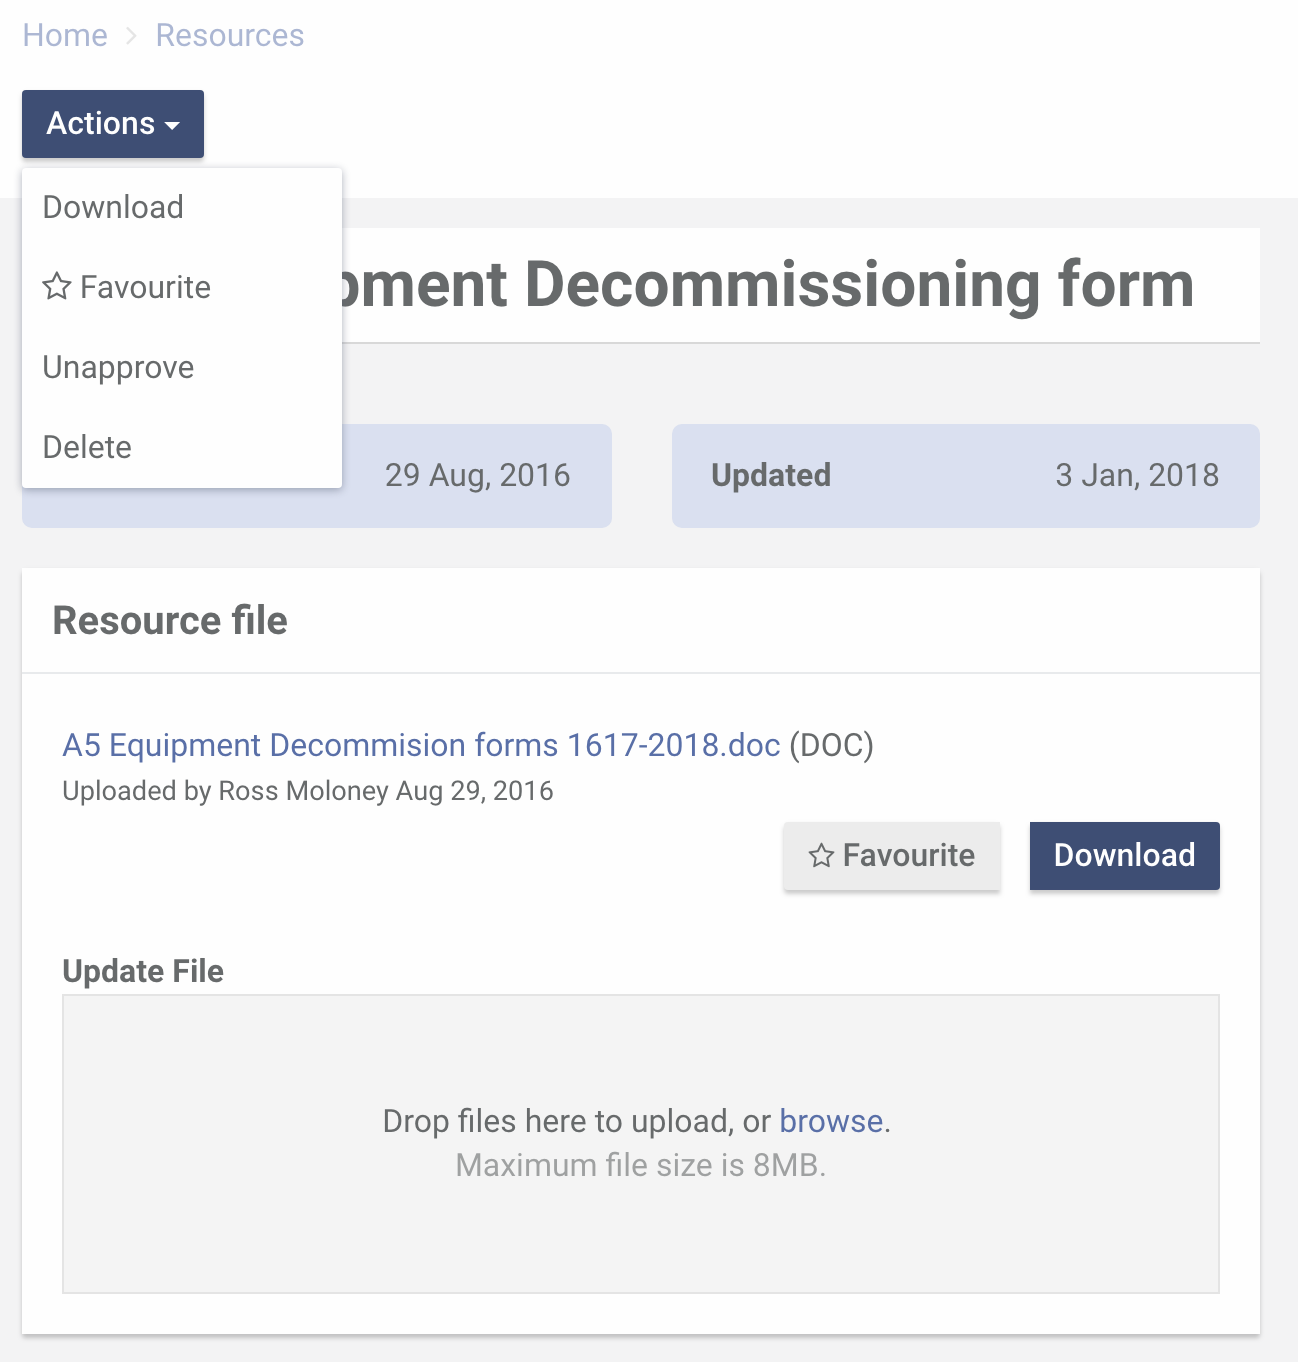 Home > Resources
Actions
Download
Favourite
Unapprove
Delete
pment Decommissioning form
29 Aug, 2016
Updated 3 Jan, 2018
Resource file
A5 Equipment Decommision forms 1617-2018.doc (DOC)
Uploaded by Ross Moloney Aug 29, 2016
Favourite Download
Update File
Drop files here to upload, or browse.
Maximum file size is 8MB.